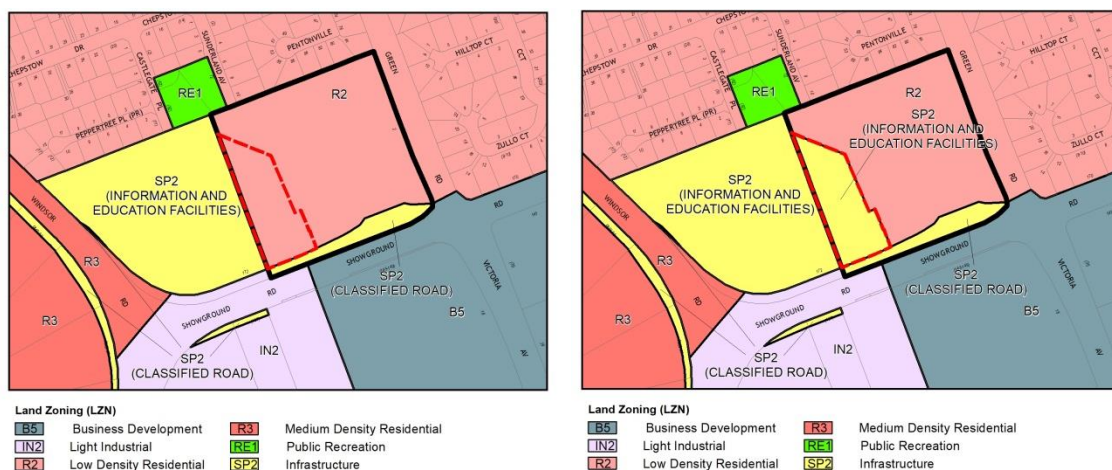 CHEPSTOW
DR
CHEPSTOW
CASTLEGATE
PL
SUNDERLAND AV
PENTONVILLE
GREEN
HILLTOP CT
CCT
ZULLO CT
PEPPERTREE PL (PR)
RE1
R2
RD
RD
SP2
(INFORMATION AND
EDUCATION FACILITIES)
WINDSOR
RD
R3
R3
SHOWGROUND
SP2
(CLASSIFIED ROAD)
VICTORIA
AV
B5
SHOWGROUND
RD
IN2
SP2
(CLASSIFIED ROAD)
Land Zoning (LZN)
B5 Business Development
IN2 Light Industrial
R2 Low Density Residential
R3 Medium Density Residential
RE1 Public Recreation
SP2 Infrastructure
CHEPSTOW
DR
CHEPSTOW
CASTLEGATE
PL
SUNDERLAND AV
PENTONVILLE
GREEN
HILLTOP CT
CCT
ZULLO CT
PEPPERTREE PL (PR)
RE1
R2
SP2
(INFORMATION AND
EDUCATION FACILITIES)
RD
RD
SP2
(INFORMATION AND
EDUCATION FACILITIES)
WINDSOR
RD
R3
R3
SHOWGROUND
SP2
(CLASSIFIED ROAD)
VICTORIA
AV
B5
SHOWGROUND
RD
IN2
SP2
(CLASSIFIED ROAD)
Land Zoning (LZN)
B5 Business Development
IN2 Light Industrial
R2 Low Density Residential
R3 Medium Density Residential
RE1 Public Recreation
SP2 Infrastructure